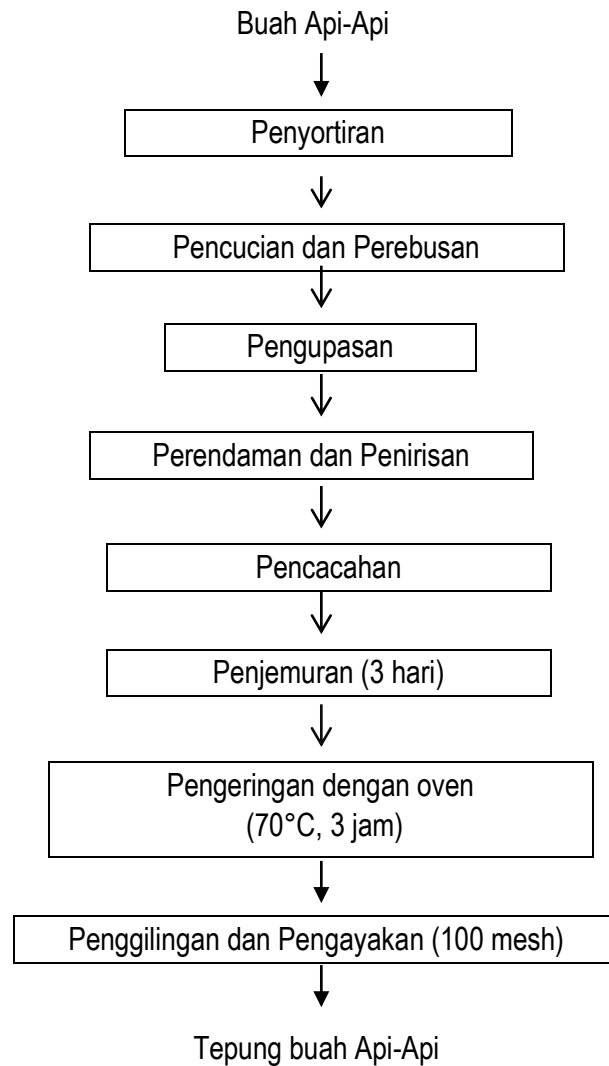 Buah Api-Api
Penyortiran
Pencucian dan Perebusan
Pengupasan
Perendaman dan Penirisan
Pencacahan
Penjemuran (3 hari)
Pengeringan dengan oven
(70°C, 3 jam)
Penggilingan dan Pengayakan (100 mesh)
Tepung buah Api-Api